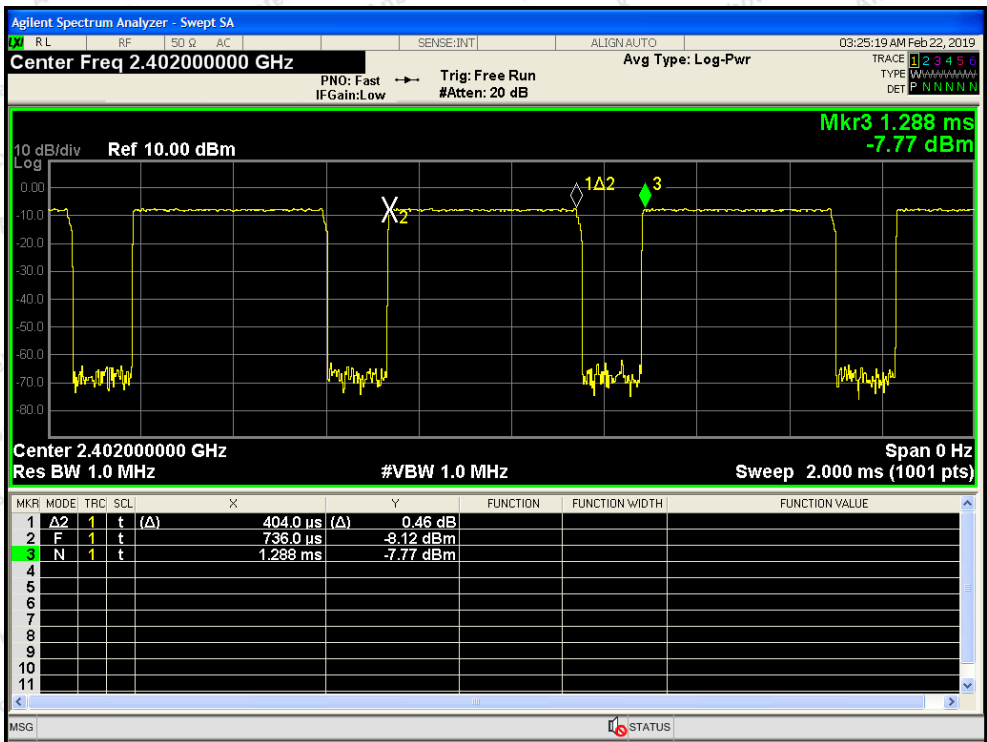 Agilent Spectrum Analyzer - Swept SA
LXI RL RF 50 Ω AC SENSE:INT ALIGN AUTO 03:25:19 AM Feb 22, 2019
Center Freq 2.402000000 GHz
PNO: Fast
IFGain:Low
Trig: Free Run
#Atten: 20 dB
Avg Type: Log-Pwr
TRACE 1 2 3 4 5 6
TYPE W
DET P N N N N N
Mkr3 1.288 ms
-7.77 dBm
10 dB/div Ref 10.00 dBm
Log
0.00
-10.0
-20.0
-30.0
-40.0
-50.0
-60.0
-70.0
-80.0
2
1Δ2
3
Center 2.402000000 GHz Span 0 Hz
Res BW 1.0 MHz #VBW 1.0 MHz Sweep 2.000 ms (1001 pts)
MKR MODE TRC SCL X Y FUNCTION FUNCTION WIDTH FUNCTION VALUE
1 Δ2 1 t (Δ) 404.0 µs (Δ) 0.46 dB
2 F 1 t 736.0 µs -8.12 dBm
3 N 1 t 1.288 ms -7.77 dBm
4
5
6
7
8
9
10
11
MSG STATUS